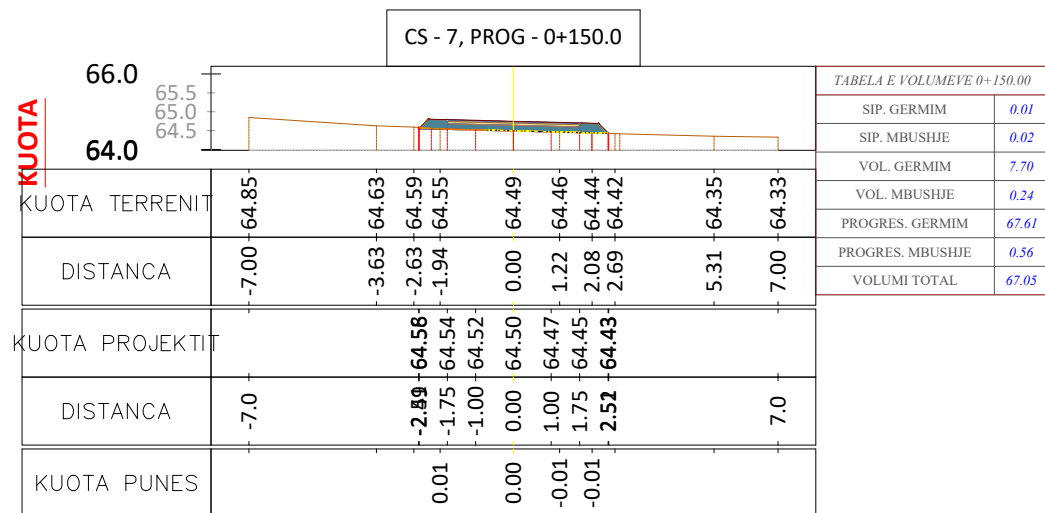 CS - 7, PROG - 0+150.0
66.0
65.5
65.0
64.5
64.0
KUOTA
TABELA E VOLUMEVE 0+150.00
SIP. GERMIM 0.01
SIP. MBUSHJE 0.02
VOL. GERMIM 7.70
VOL. MBUSHJE 0.24
PROGRES. GERMIM 67.61
PROGRES. MBUSHJE 0.56
VOLUMI TOTAL 67.05
KUOTA TERRENIT 64.85 64.63 64.59 64.55 64.49 64.46 64.44 64.42 64.35 64.33
DISTANCA -7.00 -3.63 -2.63 -1.94 0.00 1.22 2.08 2.69 5.31 7.00
KUOTA PROJEKTIT 64.54 64.52 64.50 64.47 64.45 64.43
DISTANCA -7.0 -1.75 -1.00 0.00 1.00 1.75 7.0
KUOTA PUNES 0.01 0.00 -0.01 -0.01